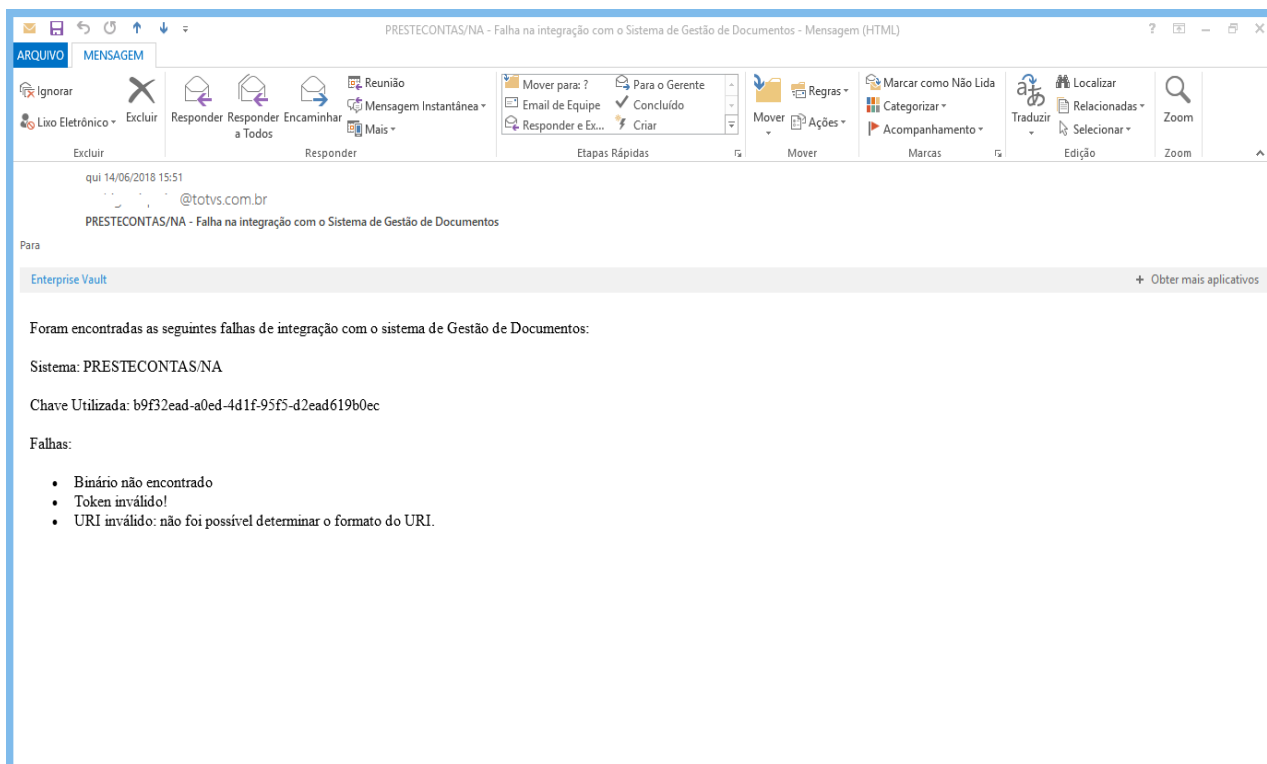 PRESTECONTAS/NA - Falha na integração com o Sistema de Gestão de Documentos - Mensagem (HTML)
ARQUIVO MENSAGEM
Ignorar
Lixo Eletrônico
Excluir
Responder
Responder a Todos
Encaminhar
Reunião
Mensagem Instantânea
Mais
Mover para: ?
Email de Equipe
Responder e Ex...
Para o Gerente
Concluído
Criar
Mover
Regras
Ações
Marcar como Não Lida
Categorizar
Acompanhamento
Traduzir
Localizar
Relacionadas
Selecionar
Zoom
Excluir Responder Etapas Rápidas Mover Marcas Edição Zoom
qui 14/06/2018 15:51
@totvs.com.br
PRESTECONTAS/NA - Falha na integração com o Sistema de Gestão de Documentos
Para
Enterprise Vault + Obter mais aplicativos
Foram encontradas as seguintes falhas de integração com o sistema de Gestão de Documentos:
Sistema: PRESTECONTAS/NA
Chave Utilizada: b9f32ead-a0ed-4d1f-95f5-d2ead619b0ec
Falhas:
• Binário não encontrado
• Token inválido!
• URI inválido: não foi possível determinar o formato do URI.